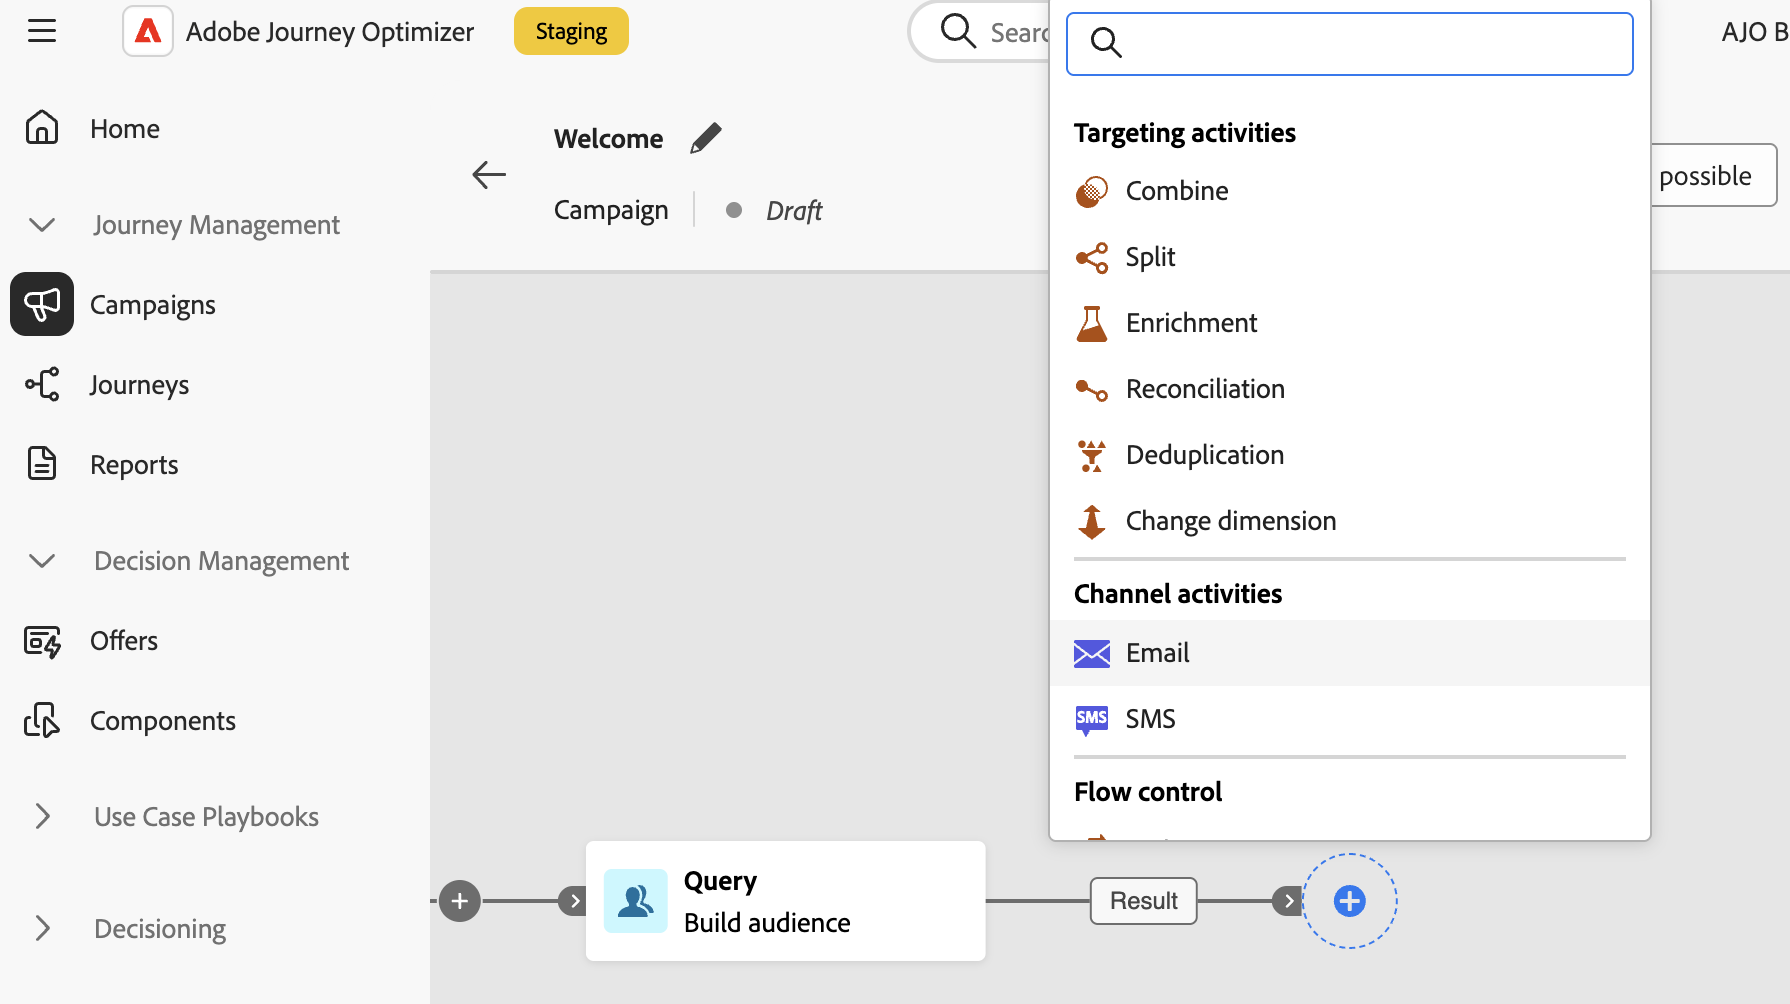 Adobe Journey Optimizer
Staging
Searc
AJO B
Home
Journey Management
Campaigns
Journeys
Reports
Decision Management
Offers
Components
Use Case Playbooks
Decisioning
Welcome
Campaign
Draft
possible
Targeting activities
Combine
Split
Enrichment
Reconciliation
Deduplication
Change dimension
Channel activities
Email
SMS
SMS
Flow control
Query
Build audience
Result